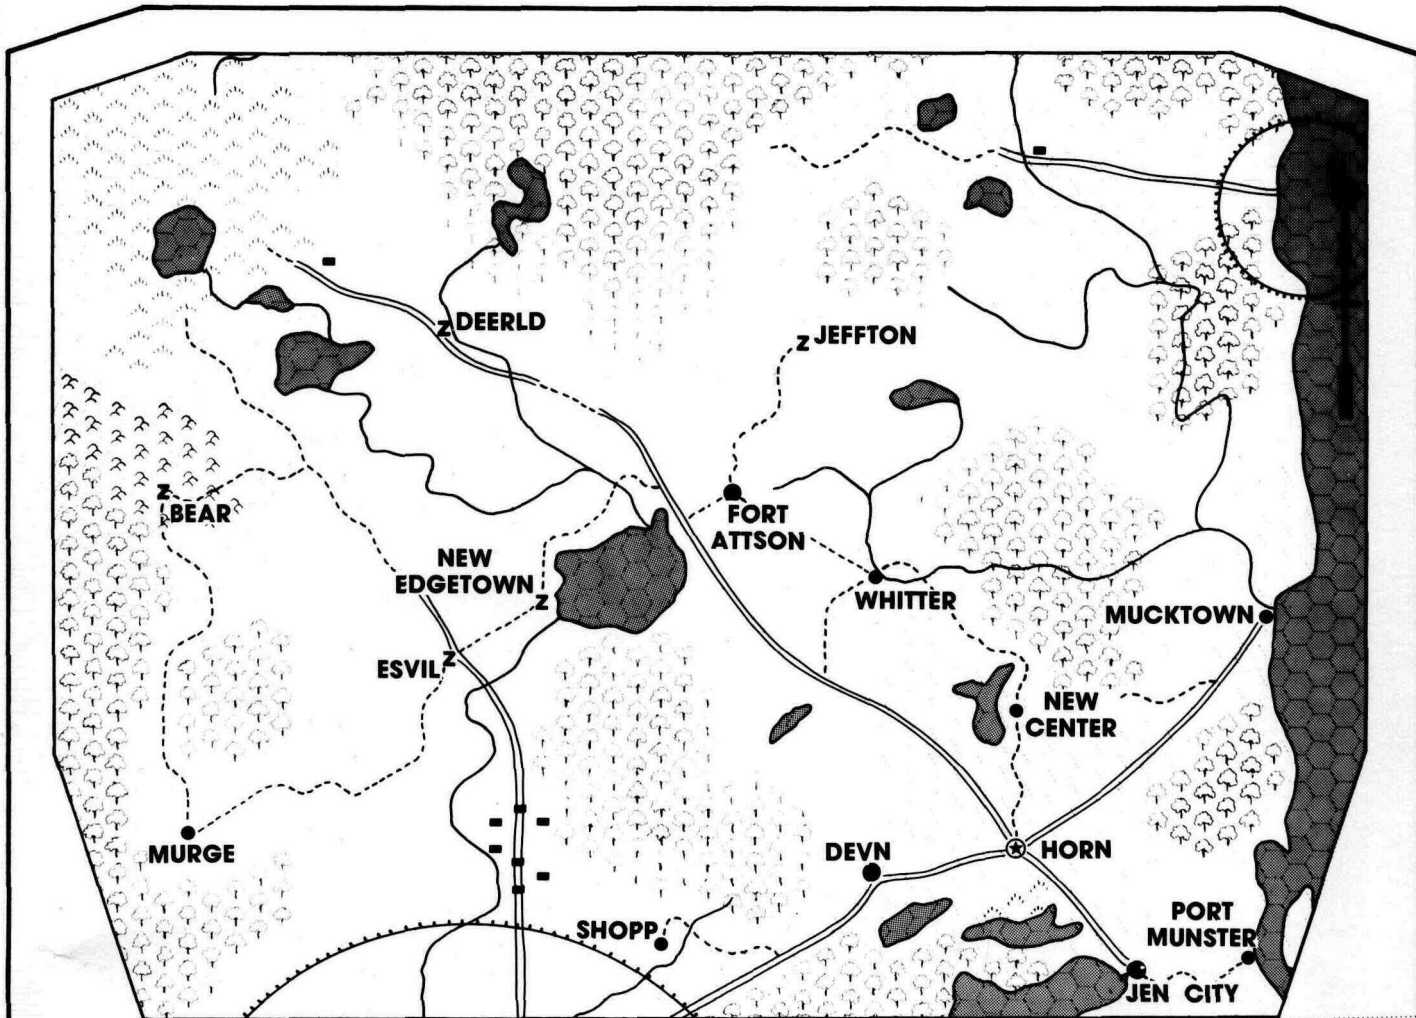 Z DEERLD
Z JEFFTON
Z
BEAR
FORT
ATTSON
NEW
EDGETOWN
Z
WHITTER
MUCKTOWN
ESVIL Z
NEW
CENTER
MURGE
DEVN
HORN
SHOPP
PORT
MUNSTER
JEN CITY